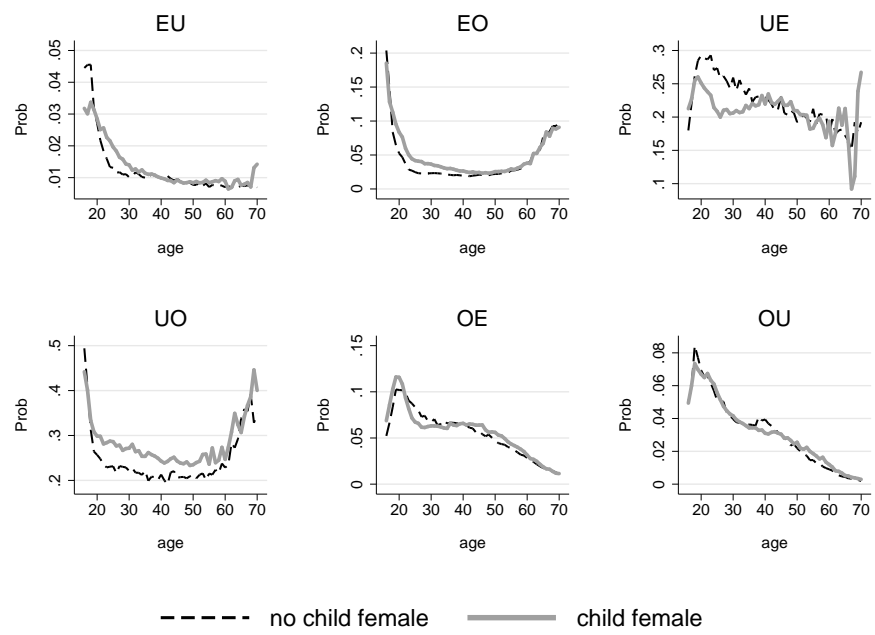 EU
EO
UE
Prob
.01 .02 .03 .04 .05
20 30 40 50 60 70
age
Prob
0 .05 .1 .15 .2
20 30 40 50 60 70
age
Prob
.1 .15 .2 .25 .3
20 30 40 50 60 70
age
UO
OE
OU
Prob
.2 .3 .4 .5
20 30 40 50 60 70
age
Prob
0 .05 .1 .15
20 30 40 50 60 70
age
Prob
0 .02 .04 .06 .08
20 30 40 50 60 70
age
no child female
child female